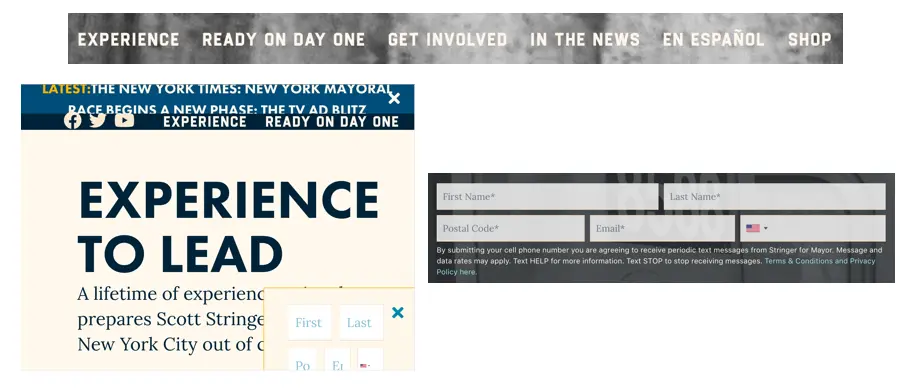 EXPERIENCE READY ON DAY ONE GET INVOLVED IN THE NEWS EN ESPAÑOL SHOP
LATEST:THE NEW YORK TIMES: NEW YORK MAYORAL
RACE BEGINS A NEW PHASE: THE TV AD BLITZ
EXPERIENCE READY ON DAY ONE
EXPERIENCE
TO LEAD
A lifetime of experience
prepares Scott Stringe
New York City out of c
First Last
Po
First Name* Last Name*
Postal Code* Email*
By submitting your cell phone number you are agreeing to receive periodic text messages from Stringer for Mayor. Message and
data rates may apply. Text HELP for more information. Text STOP to stop receiving messages. Terms & Conditions and Privacy
Policy here.